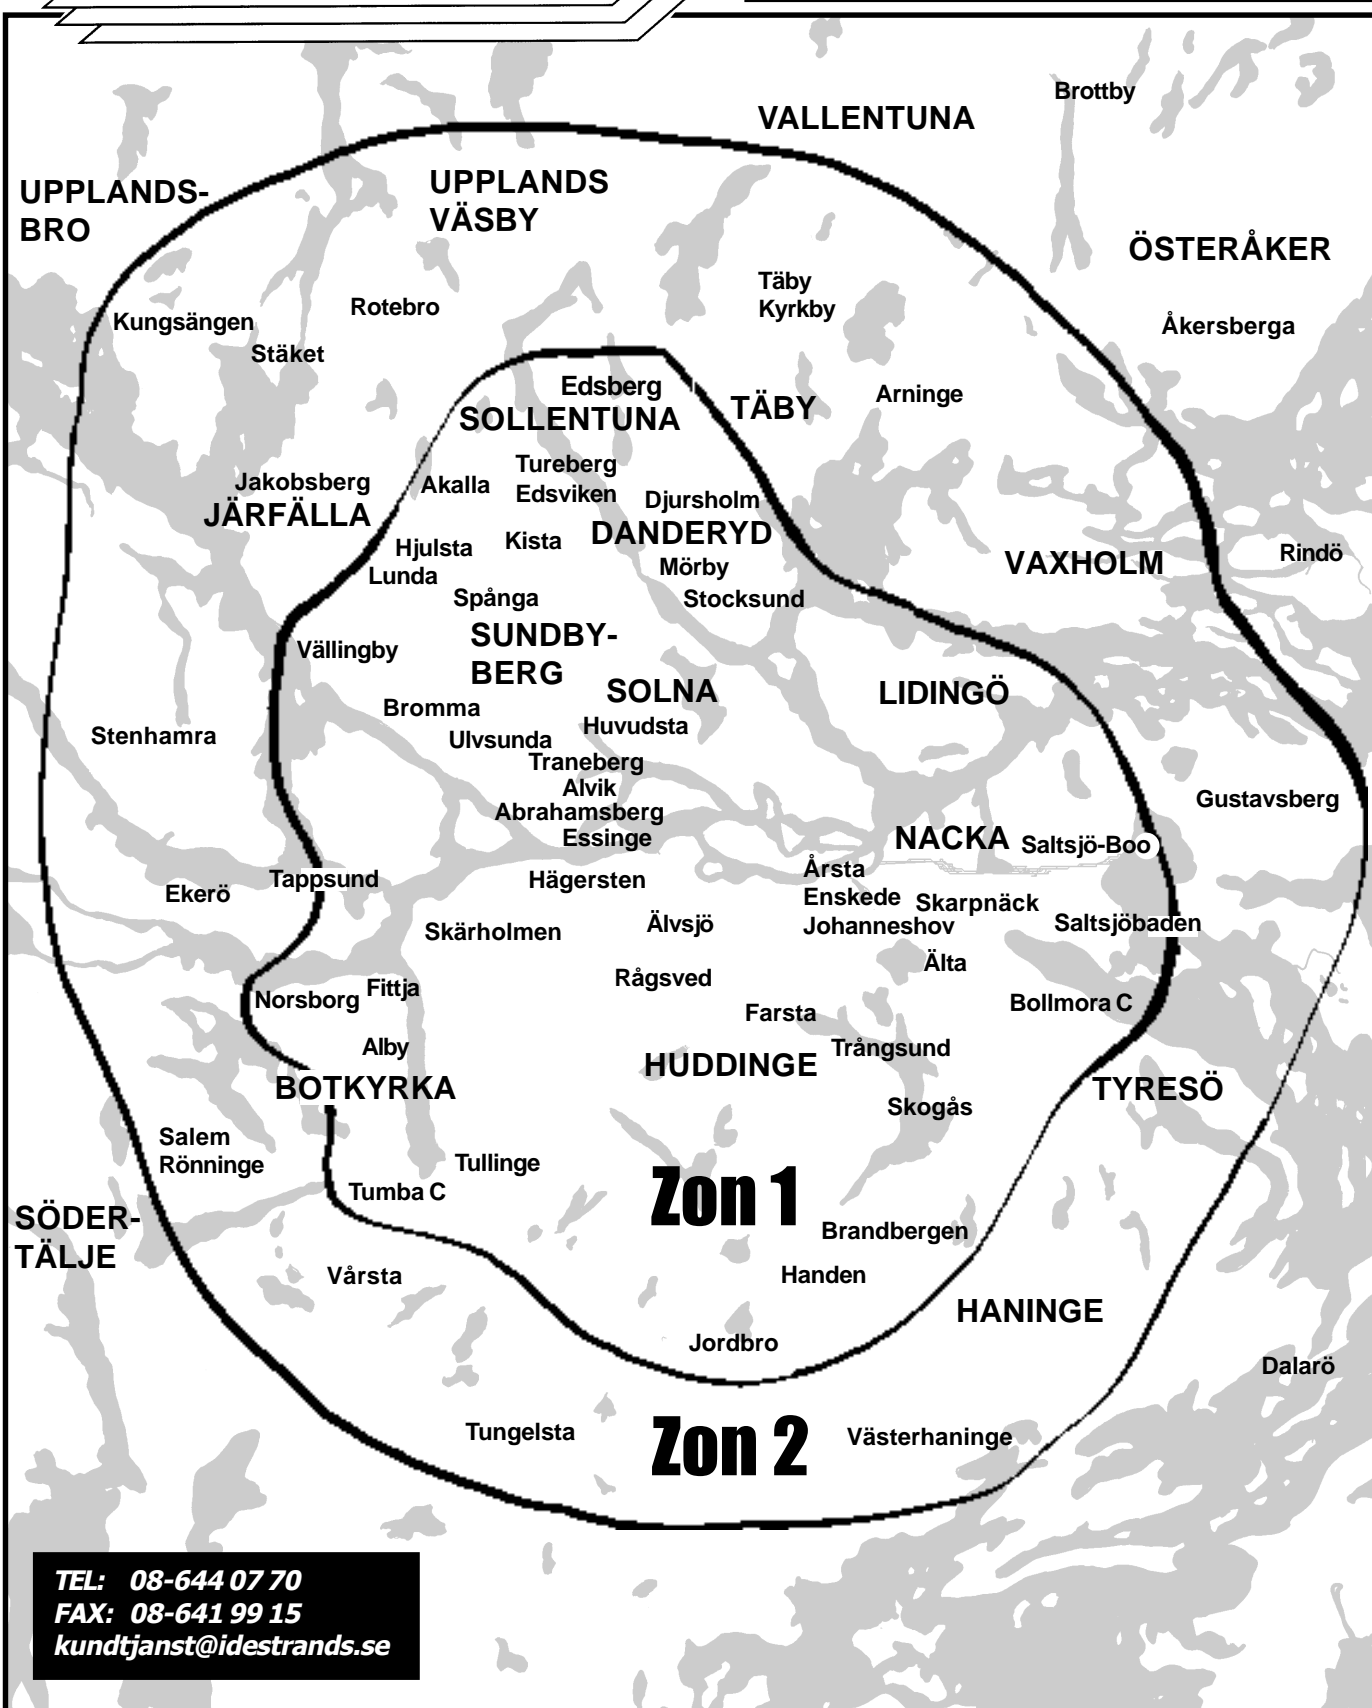 Brottby
VALLENTUNA
UPPLANDS-
BRO
UPPLANDS
VÄSBY
ÖSTERÅKER
Täby
Kyrkby
Rotebro
Kungsängen
Åkersberga
Stäket
Edsberg
Arninge
TÄBY
SOLLENTUNA
Tureberg
Edsviken
Jakobsberg
Akalla
Djursholm
JÄRFÄLLA
DANDERYD
Kista
Hjulsta
Rindö
VAXHOLM
Mörby
Lunda
Spånga
Stocksund
SUNDBY-
BERG
Vällingby
SOLNA
LIDINGÖ
Bromma
Huvudsta
Stenhamra
Ulvsunda
Traneberg
Alvik
Gustavsberg
Abrahamsberg
Essinge
NACKA
Saltsjö-Boo
Årsta
Enskede
Johanneshov
Tappsund
Hägersten
Ekerö
Skarpnäck
Saltsjöbaden
Älvsjö
Skärholmen
Älta
Rågsved
Fittja
Norsborg
Bollmora C
Farsta
Alby
Trångsund
HUDDINGE
BOTKYRKA
TYRESÖ
Skogås
Salem
Rönninge
Tullinge
Tumba C
Zon 1
SÖDER-
TÄLJE
Brandbergen
Vårsta
Handen
HANINGE
Jordbro
Dalarö
Tungelsta
Zon 2
Västerhaninge
TEL: 08-644 07 70
FAX: 08-641 99 15
kundtjanst@idestrands.se